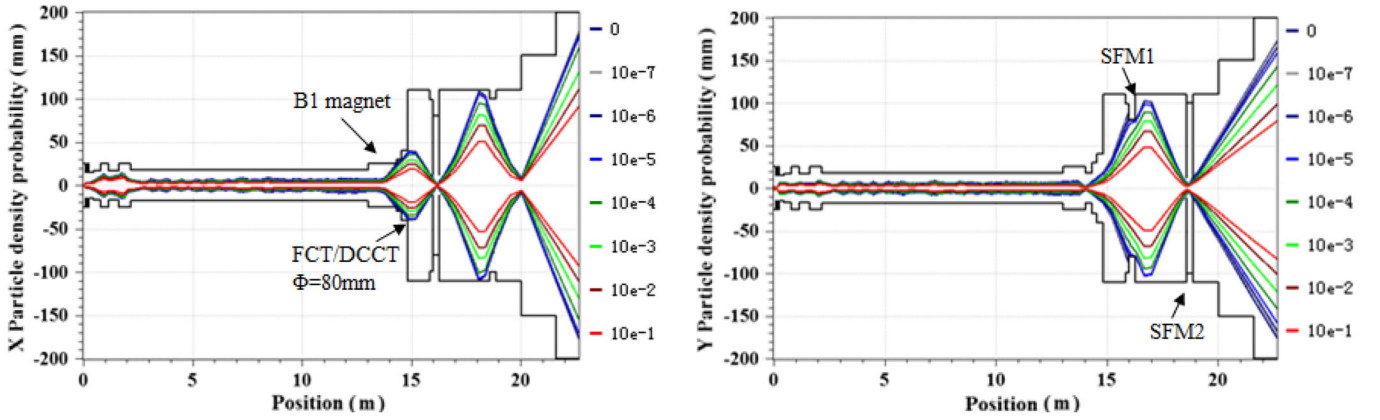 X Particle density probability (mm)
200
150
100
50
0
-50
-100
-150
-200
B1 magnet
FCT/DCCT
Φ=80mm
0
5
10
15
20
Position (m)
0
10e-7
10e-6
10e-5
10e-4
10e-3
10e-2
10e-1
Y Particle density probability (mm)
200
150
100
50
0
-50
-100
-150
-200
SFM1
SFM2
0
5
10
15
20
Position (m)
0
10e-7
10e-6
10e-5
10e-4
10e-3
10e-2
10e-1